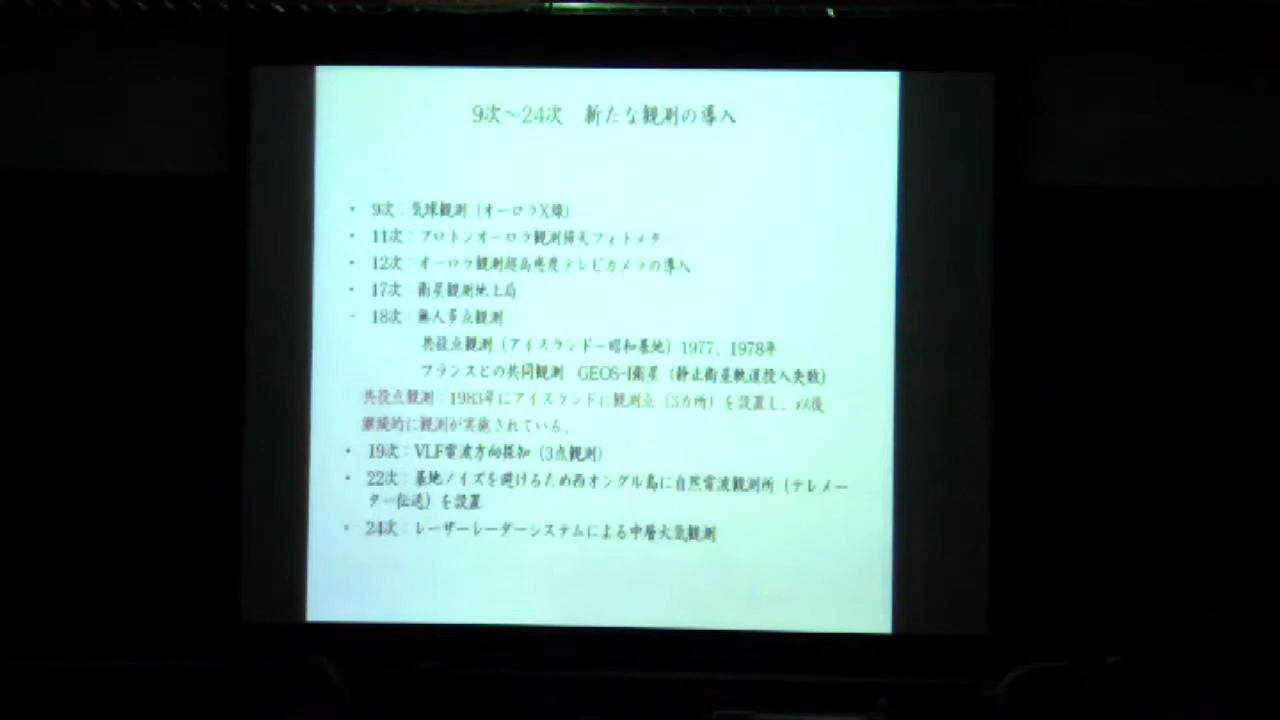 9次～24次　新たな観測の導入
・ 9次：気球観測（オーロラX線）
・ 11次：プロトンオーロラ観測掃天フォトメター
・ 12次：オーロラ観測超高感度テレビカメラの導入
・ 17次：衛星観測地上局
・ 18次：無人多点観測
共役点観測（アイスランド－昭和基地）1977、1978年
フランスとの共同観測　GEOS-I衛星（静止衛星軌道投入失敗）
共役点観測：1983年にアイスランドに観測点（3カ所）を設置し、以後
継続的に観測が実施されている。
・ 19次：VLF電波方向探知（3点観測）
・ 22次：基地ノイズを避けるため西オングル島に自然電波観測所（テレメー
ター伝送）を設置
・ 24次：レーザーレーダーシステムによる中層大気観測